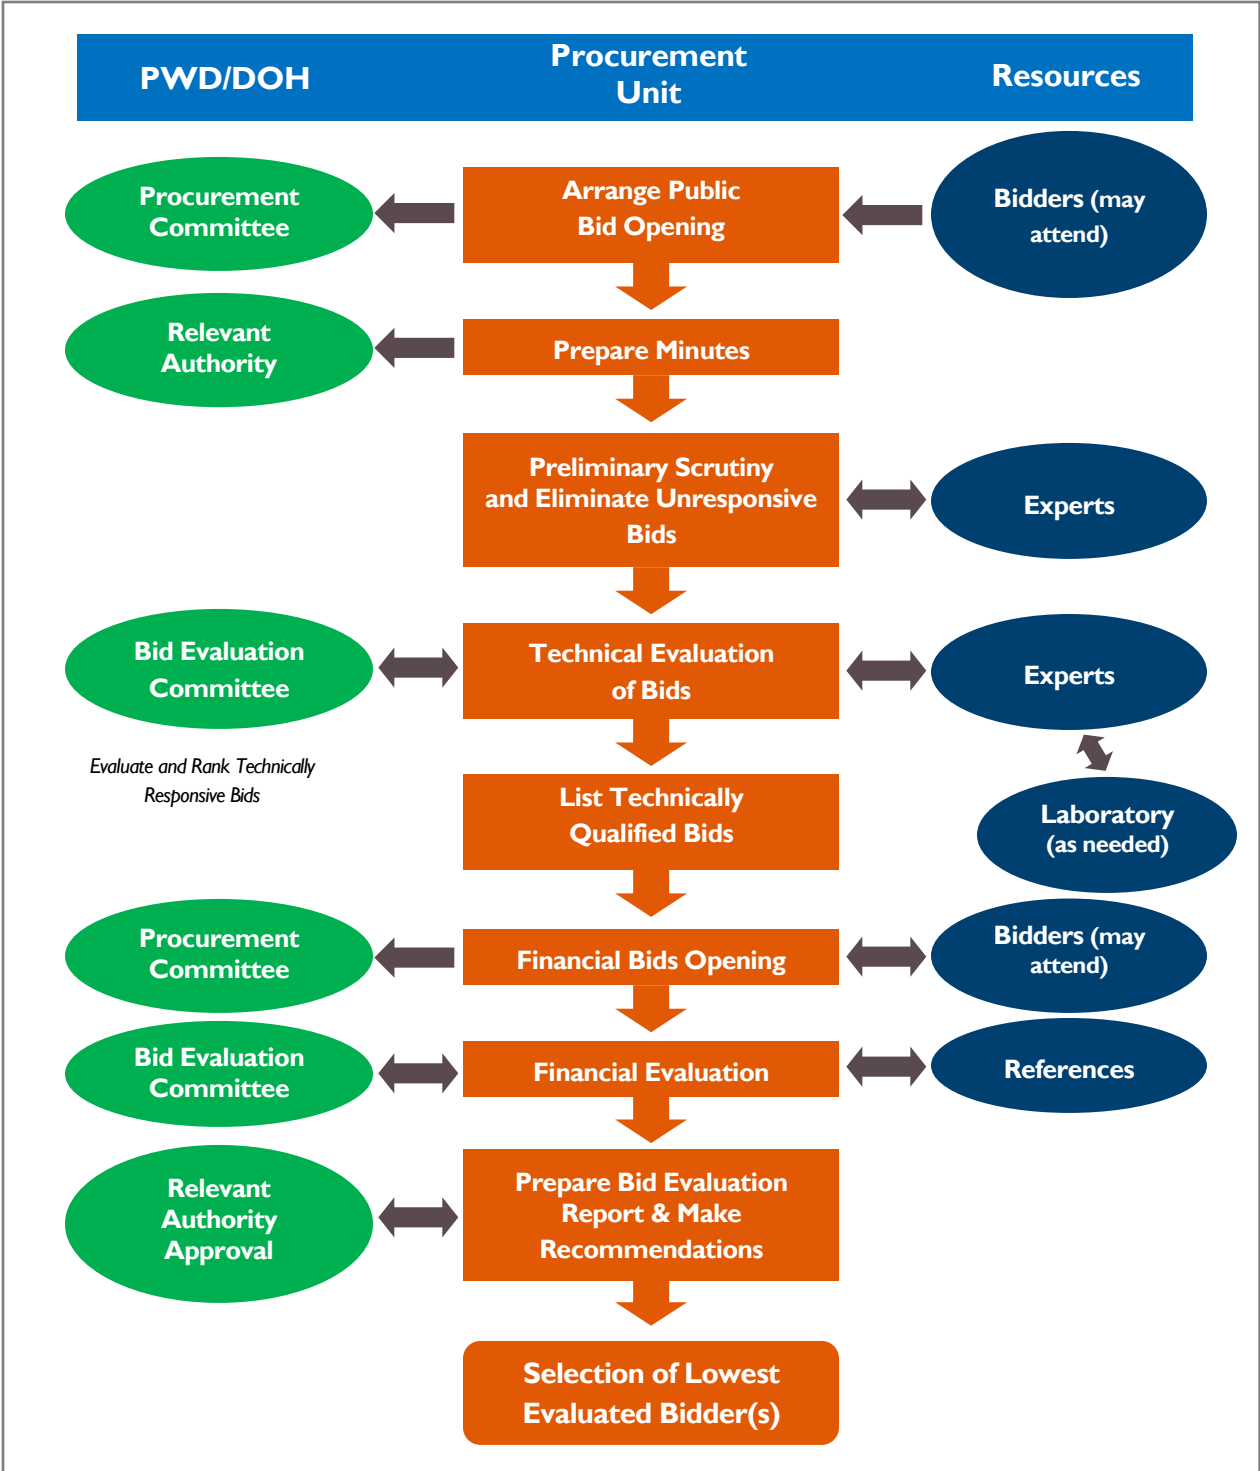 PWD/DOH
Procurement
Unit
Resources
Procurement
Committee
Arrange Public
Bid Opening
Bidders (may
attend)
Relevant
Authority
Prepare Minutes
Preliminary Scrutiny
and Eliminate Unresponsive
Bids
Experts
Bid Evaluation
Committee
Technical Evaluation
of Bids
Experts
Evaluate and Rank Technically
Responsive Bids
List Technically
Qualified Bids
Laboratory
(as needed)
Procurement
Committee
Financial Bids Opening
Bidders (may
attend)
Bid Evaluation
Committee
Financial Evaluation
References
Relevant
Authority
Approval
Prepare Bid Evaluation
Report & Make
Recommendations
Selection of Lowest
Evaluated Bidder(s)